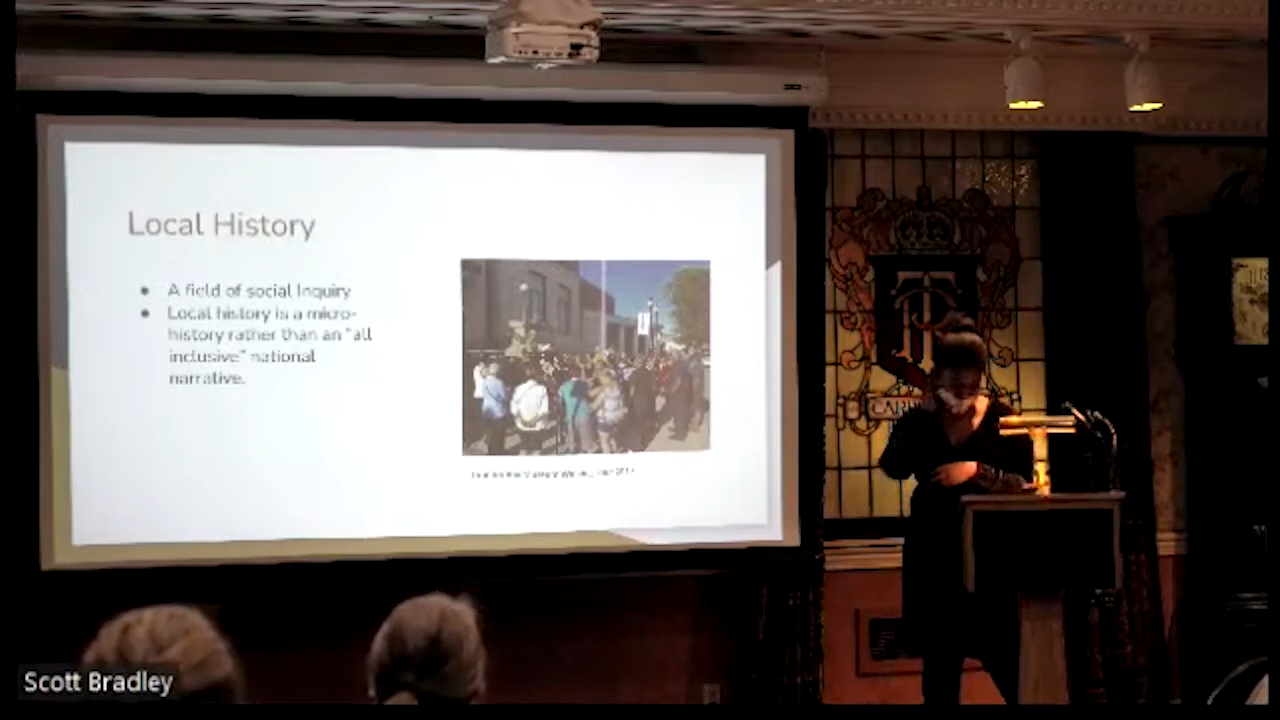 Local History
● A field of social Inquiry
● Local history is a micro-
history rather than an "all
inclusive" national
narrative.
Scott Bradley